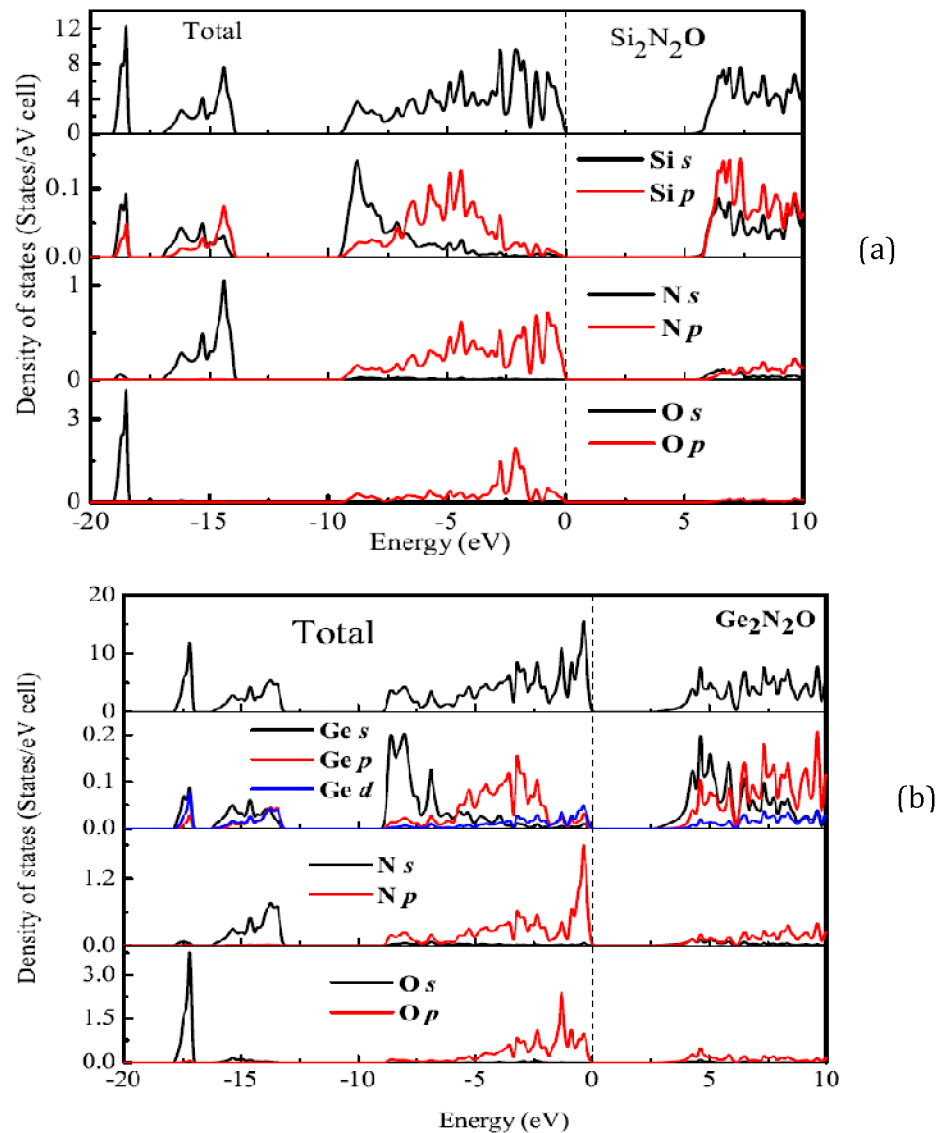 Total
Si2N2O
12
8
4
0
Si s
Si p
0.1
0.0
N s
N p
1
0
O s
O p
3
0
-20
-15
-10
-5
0
5
10
Energy (eV)
Density of states (States/eV cell)
(a)
Total
Ge2N2O
20
10
0
Ge s
Ge p
Ge d
0.2
0.1
0.0
N s
N p
1.2
0.0
O s
O p
3.0
1.5
0.0
-20
-15
-10
-5
0
5
10
Energy (eV)
Density of states (States/eV cell)
(b)